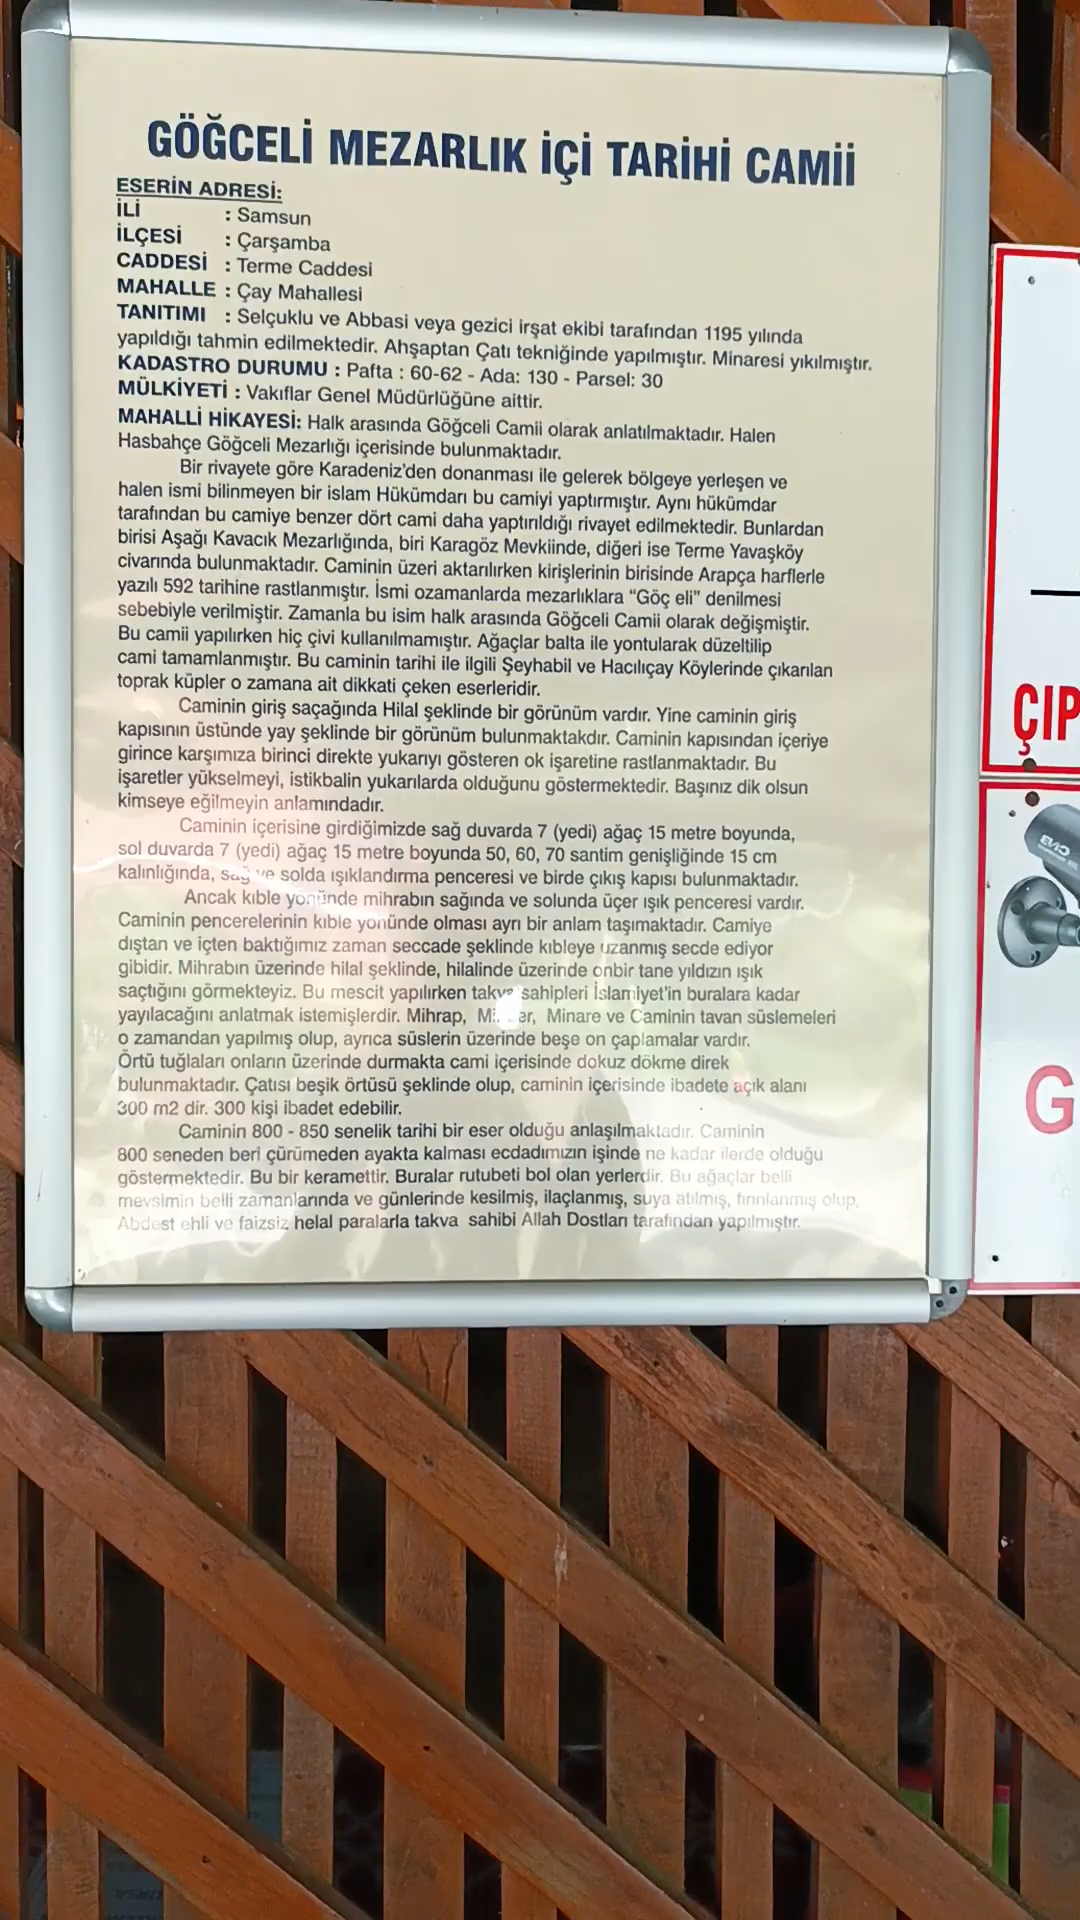 GÖĞCELİ MEZARLIK İÇİ TARİHİ CAMİİ
ESERİN ADRESİ:
İLİ : Samsun
İLÇESİ : Çarşamba
CADDESİ : Terme Caddesi
MAHALLE : Çay Mahallesi
TANITIMI : Selçuklu ve Abbasi veya gezici irşat ekibi tarafından 1195 yılında
yapıldığı tahmin edilmektedir. Ahşaptan Çatı tekniğinde yapılmıştır. Minaresi yıkılmıştır.
KADASTRO DURUMU : Pafta : 60-62 - Ada: 130 - Parsel: 30
MÜLKİYETİ : Vakıflar Genel Müdürlüğüne aittir.
MAHALLİ HİKAYESİ: Halk arasında Göğceli Camii olarak anlatılmaktadır. Halen
Hasbahçe Göğceli Mezarlığı içerisinde bulunmaktadır.
Bir rivayete göre Karadeniz'den donanması ile gelerek bölgeye yerleşen ve
halen ismi bilinmeyen bir islam Hükümdarı bu camiyi yaptırmıştır. Aynı hükümdar
tarafından bu camiye benzer dört cami daha yaptırıldığı rivayet edilmektedir. Bunlardan
birisi Aşağı Kavacık Mezarlığında, biri Karagöz Mevkiinde, diğeri ise Terme Yavaşköy
civarında bulunmaktadır. Caminin üzeri aktarılırken kirişlerinin birisinde Arapça harflerle
yazılı 592 tarihine rastlanmıştır. İsmi ozamanlarda mezarlıklara "Göç eli" denilmesi
sebebiyle verilmiştir. Zamanla bu isim halk arasında Göğceli Camii olarak değişmiştir.
Bu camii yapılırken hiç çivi kullanılmamıştır. Ağaçlar balta ile yontularak düzeltilip
cami tamamlanmıştır. Bu caminin tarihi ile ilgili Şeyhabil ve Hacılıçay Köylerinde çıkarılan
toprak küpler o zamana ait dikkati çeken eserleridir.
Caminin giriş saçağında Hilal şeklinde bir görünüm vardır. Yine caminin giriş
kapısının üstünde yay şeklinde bir görünüm bulunmaktakdır. Caminin kapısından içeriye
girince karşımıza birinci direkte yukarıyı gösteren ok işaretine rastlanmaktadır. Bu
işaretler yükselmeyi, istikbalin yukarılarda olduğunu göstermektedir. Başınız dik olsun
kimseye eğilmeyin anlamındadır.
Caminin içerisine girdiğimizde sağ duvarda 7 (yedi) ağaç 15 metre boyunda,
sol duvarda 7 (yedi) ağaç 15 metre boyunda 50, 60, 70 santim genişliğinde 15 cm
kalınlığında, sağ ve solda ışıklandırma penceresi ve birde çıkış kapısı bulunmaktadır.
Ancak kıble yönünde mihrabın sağında ve solunda üçer ışık penceresi vardır.
Caminin pencerelerinin kıble yönünde olması ayrı bir anlam taşımaktadır. Camiye
dıştan ve içten baktığımız zaman seccade şeklinde kıbleye uzanmış secde ediyor
gibidir. Mihrabın üzerinde hilal şeklinde, hilalinde üzerinde onbir tane yıldızın ışık
saçtığını görmekteyiz. Bu mescit yapılırken takva sahipleri İslamiyet'in buralara kadar
yayılacağını anlatmak istemişlerdir. Mihrap, Minare ve Caminin tavan süslemeleri
o zamandan yapılmış olup, ayrıca süslerin üzerinde beşe on çaplamalar vardır.
Örtü tuğlaları onların üzerinde durmakta cami içerisinde dokuz dökme direk
bulunmaktadır. Çatısı beşik örtüsü şeklinde olup, caminin içerisinde ibadete açık alanı
300 m2 dir. 300 kişi ibadet edebilir.
Caminin 800 - 850 senelik tarihi bir eser olduğu anlaşılmaktadır. Caminin
800 seneden beri çürümeden ayakta kalması ecdadımızın işinde ne kadar ilerde olduğu
göstermektedir. Bu bir keramettir. Buralar rutubeti bol olan yerlerdir. Bu ağaçlar belli
mevsimin belli zamanlarında ve günlerinde kesilmiş, ilaçlanmış, suya atılmış, fırınlanmış olup,
Abdest ehli ve faizsiz helal paralarla takva sahibi Allah Dostları tarafından yapılmıştır.
ÇIP
G